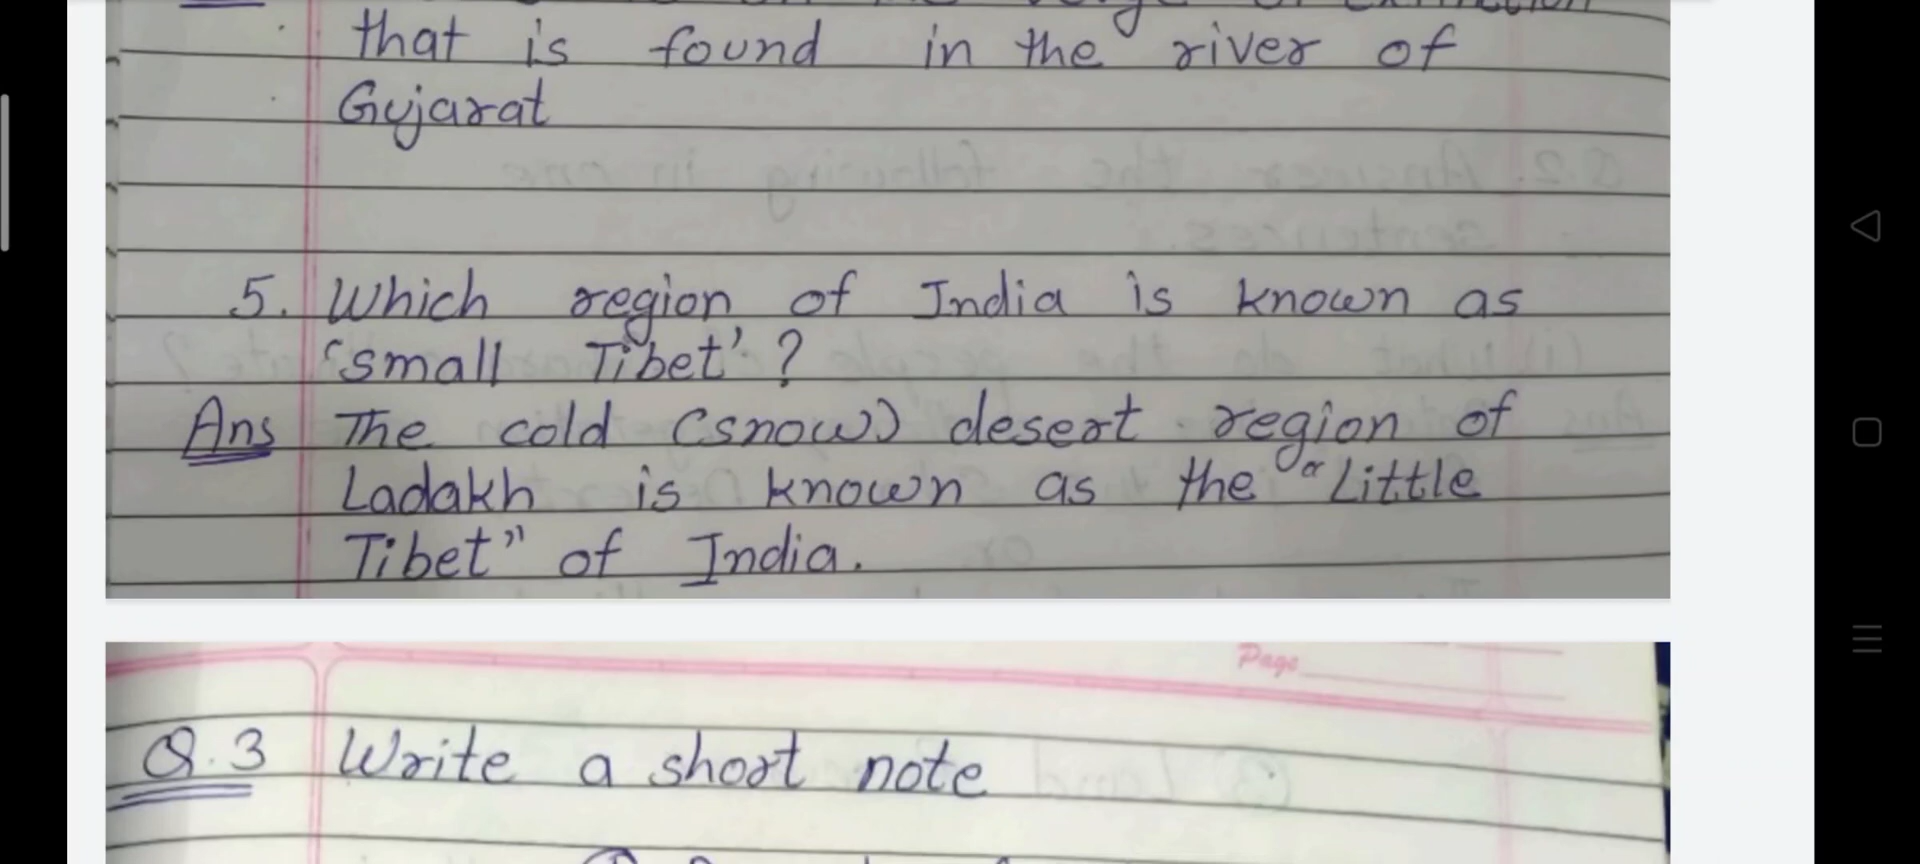 that is found in the river of
Gujarat
5. Which region of India is known as
'small Tibet' ?
Ans The cold (snow) desert region of
Ladakh is known as the "Little
Tibet" of India.
Page
Q.3 Write a short note